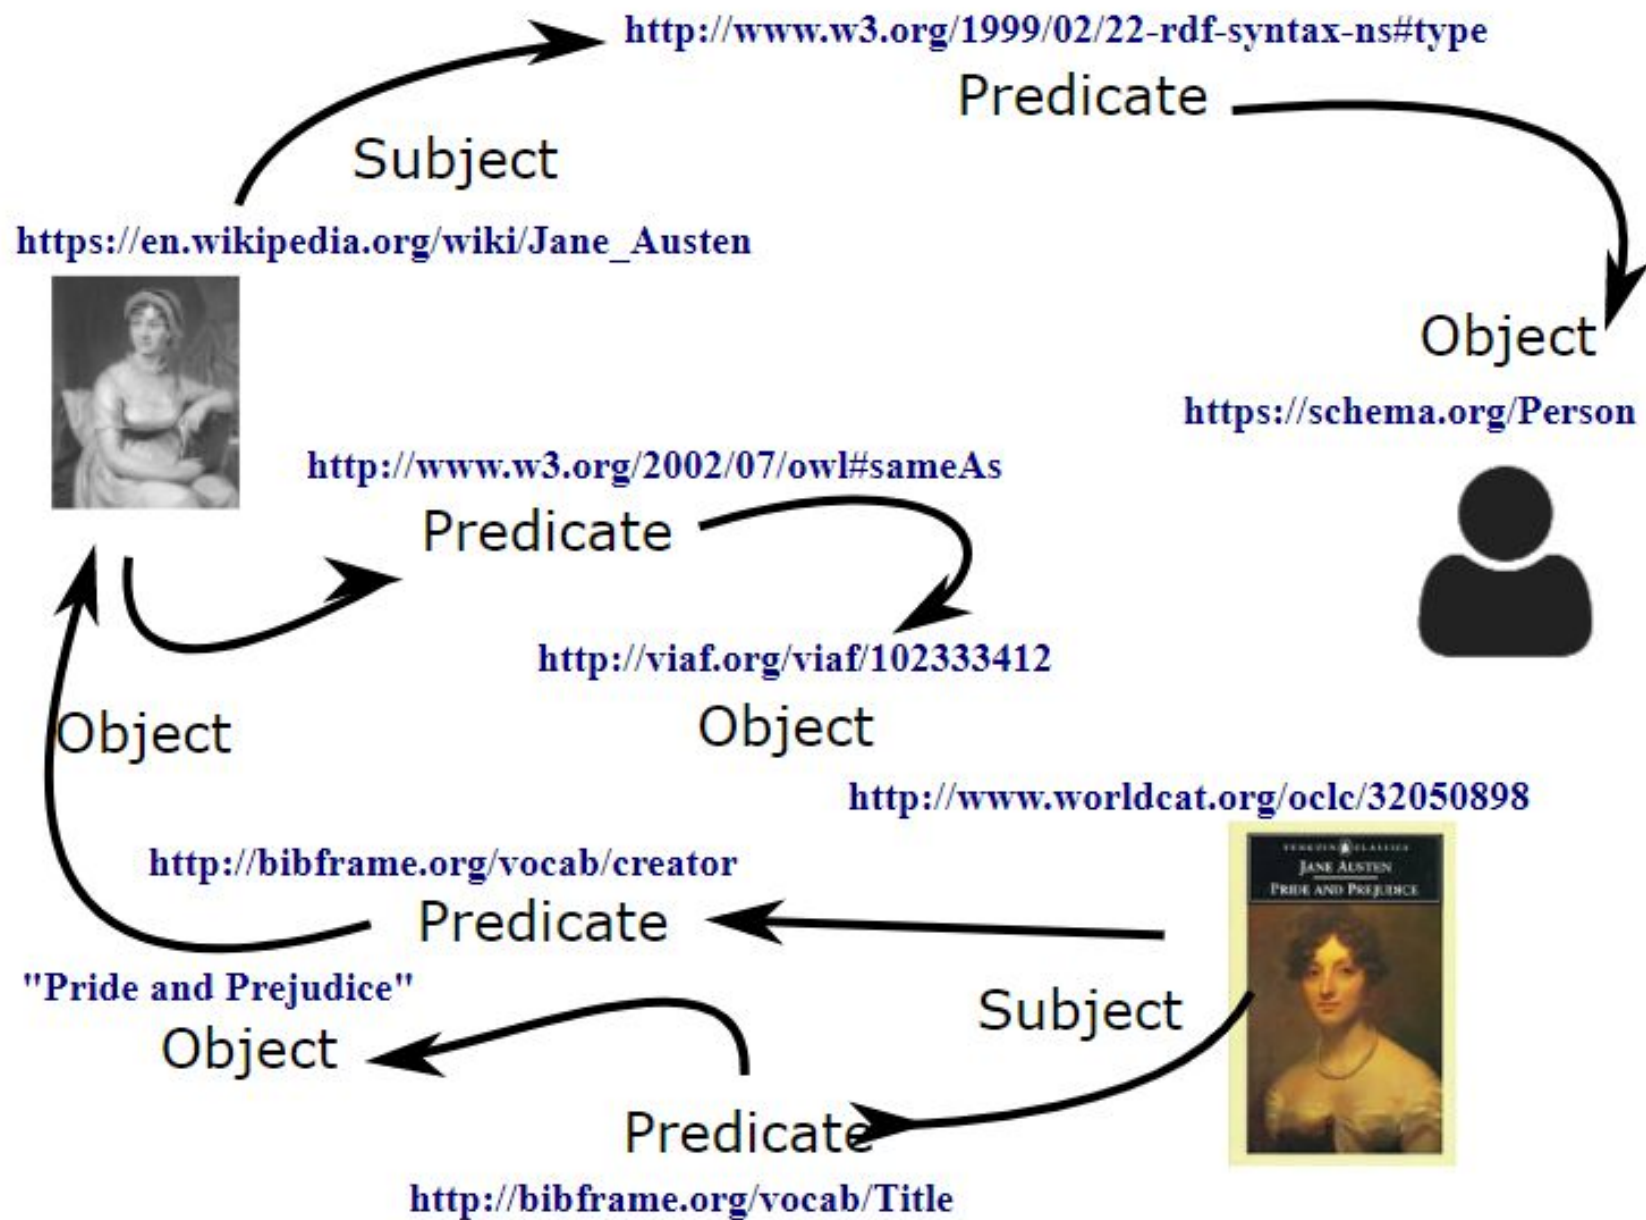 http://www.w3.org/1999/02/22-rdf-syntax-ns#type
Predicate
Subject
https://en.wikipedia.org/wiki/Jane_Austen
Object
https://schema.org/Person
http://www.w3.org/2002/07/owl#sameAs
Predicate
http://viaf.org/viaf/102333412
Object
Object
http://www.worldcat.org/oclc/32050898
PENGUIN CLASSICS
JANE AUSTEN
PRIDE AND PREJUDICE
http://bibframe.org/vocab/creator
Predicate
"Pride and Prejudice"
Object
Subject
Predicate
http://bibframe.org/vocab/Title